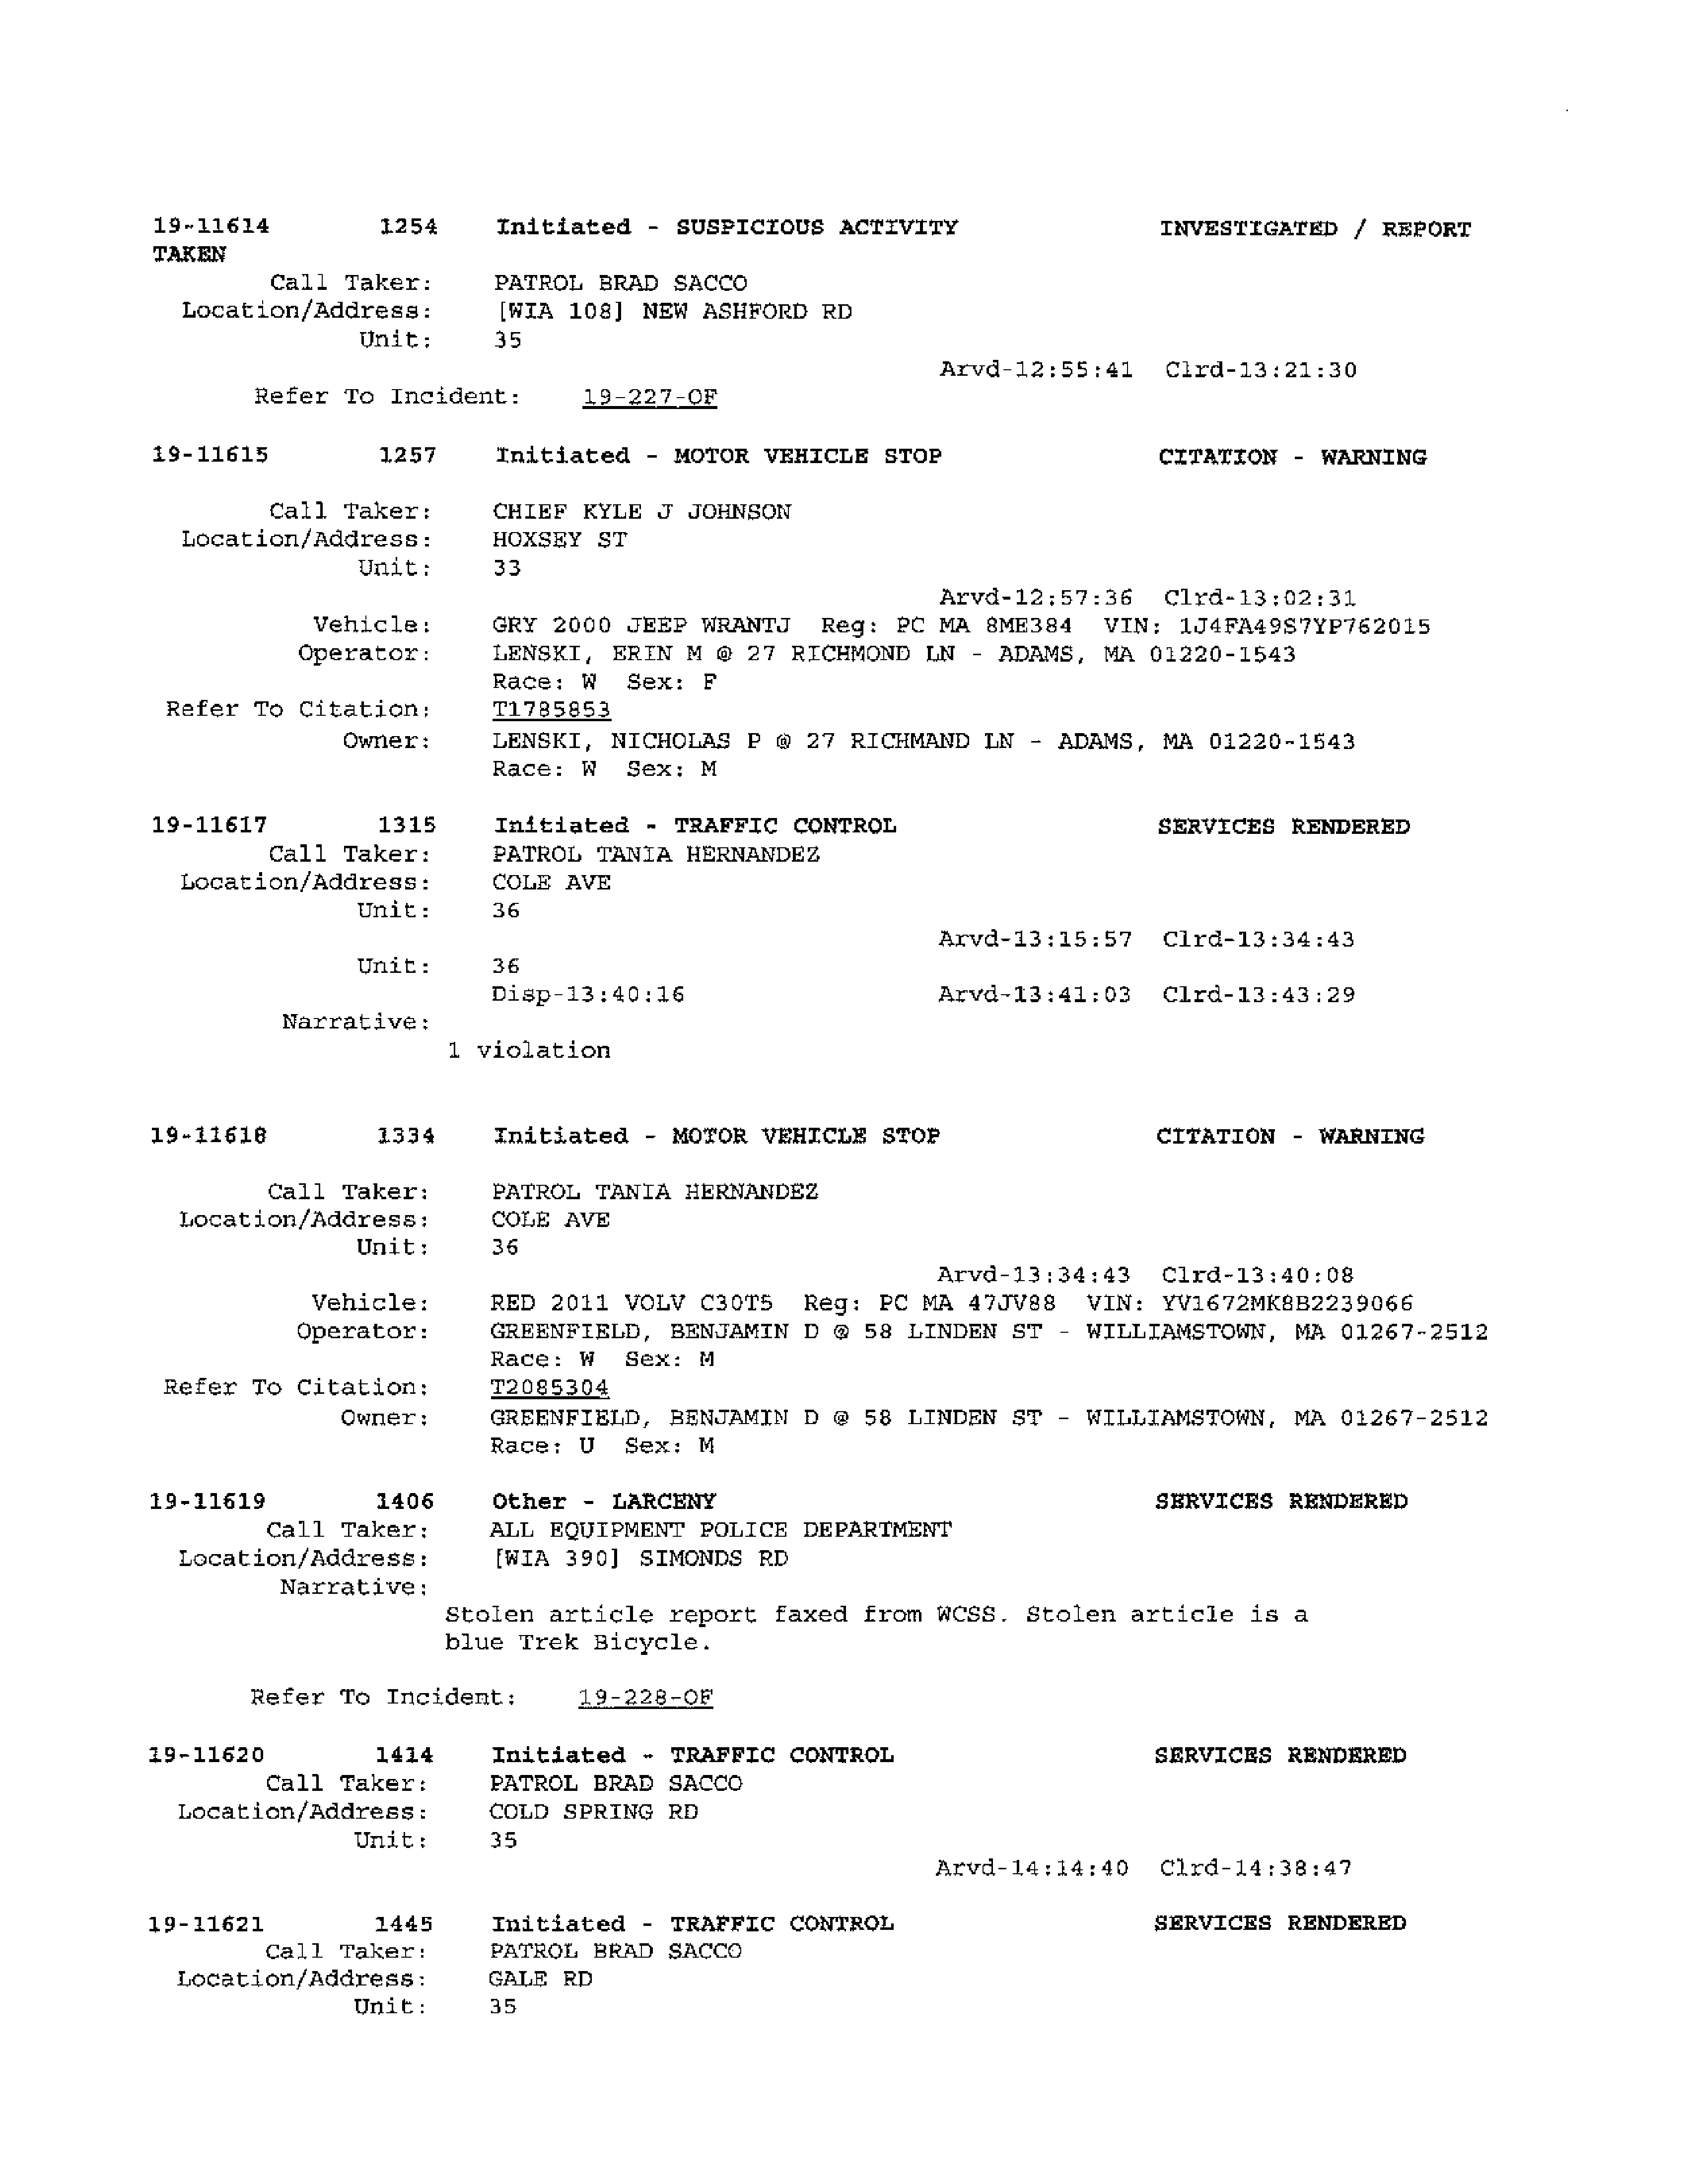 19-11614 1254 Initiated - SUSPICIOUS ACTIVITY INVESTIGATED / REPORT
TAKEN
Call Taker: PATROL BRAD SACCO
Location/Address: [WIA 108] NEW ASHFORD RD
Unit: 35
Arvd-12:55:41 Clrd-13:21:30
Refer To Incident: 19-227-OF
19-11615 1257 Initiated - MOTOR VEHICLE STOP CITATION - WARNING
Call Taker: CHIEF KYLE J JOHNSON
Location/Address: HOXSEY ST
Unit: 33
Arvd-12:57:36 Clrd-13:02:31
Vehicle: GRY 2000 JEEP WRANTJ Reg: PC MA 8ME384 VIN: 1J4FA49S7YP762015
Operator: LENSKI, ERIN M @ 27 RICHMOND LN - ADAMS, MA 01220-1543
Race: W Sex: F
Refer To Citation: T1785853
Owner: LENSKI, NICHOLAS P @ 27 RICHMAND LN - ADAMS, MA 01220-1543
Race: W Sex: M
19-11617 1315 Initiated - TRAFFIC CONTROL SERVICES RENDERED
Call Taker: PATROL TANIA HERNANDEZ
Location/Address: COLE AVE
Unit: 36
Arvd-13:15:57 Clrd-13:34:43
Unit: 36
Disp-13:40:16 Arvd-13:41:03 Clrd-13:43:29
Narrative:
1 violation
19-11618 1334 Initiated - MOTOR VEHICLE STOP CITATION - WARNING
Call Taker: PATROL TANIA HERNANDEZ
Location/Address: COLE AVE
Unit: 36
Arvd-13:34:43 Clrd-13:40:08
Vehicle: RED 2011 VOLV C30T5 Reg: PC MA 47JV88 VIN: YV1672MK8B2239066
Operator: GREENFIELD, BENJAMIN D @ 58 LINDEN ST - WILLIAMSTOWN, MA 01267-2512
Race: W Sex: M
Refer To Citation: T2085304
Owner: GREENFIELD, BENJAMIN D @ 58 LINDEN ST - WILLIAMSTOWN, MA 01267-2512
Race: U Sex: M
19-11619 1406 Other - LARCENY SERVICES RENDERED
Call Taker: ALL EQUIPMENT POLICE DEPARTMENT
Location/Address: [WIA 390] SIMONDS RD
Narrative:
Stolen article report faxed from WCSS. Stolen article is a
blue Trek Bicycle.
Refer To Incident: 19-228-OF
19-11620 1414 Initiated - TRAFFIC CONTROL SERVICES RENDERED
Call Taker: PATROL BRAD SACCO
Location/Address: COLD SPRING RD
Unit: 35
Arvd-14:14:40 Clrd-14:38:47
19-11621 1445 Initiated - TRAFFIC CONTROL SERVICES RENDERED
Call Taker: PATROL BRAD SACCO
Location/Address: GALE RD
Unit: 35